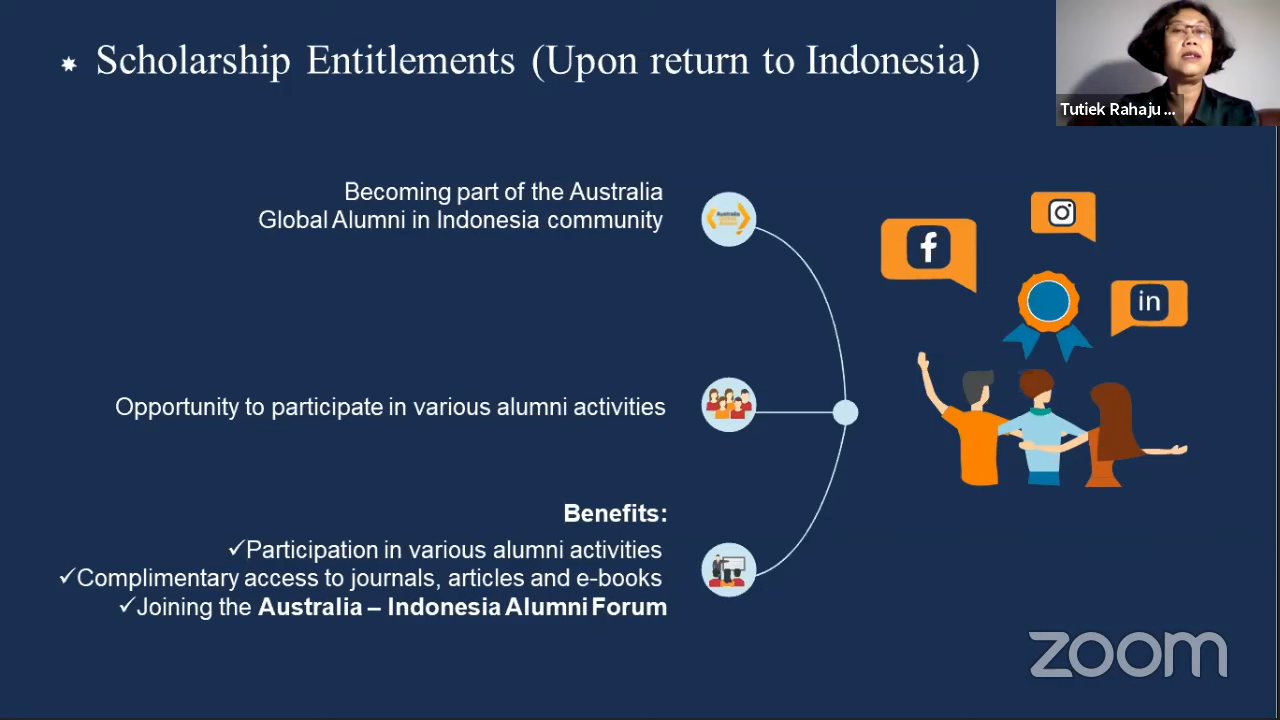 Scholarship Entitlements (Upon return to Indonesia)
Tutiek Rahaju ...
Becoming part of the Australia
Global Alumni in Indonesia community
Australia
f
in
Opportunity to participate in various alumni activities
Benefits:
✓Participation in various alumni activities
✓Complimentary access to journals, articles and e-books
✓Joining the Australia – Indonesia Alumni Forum
zoom